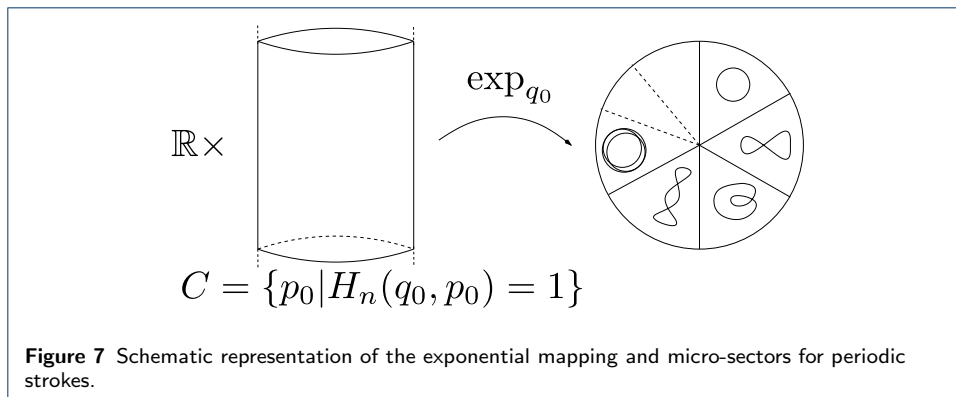 exp_{q_0}
ℝ×
C = {p_0|H_n(q_0, p_0) = 1}
Figure 7 Schematic representation of the exponential mapping and micro-sectors for periodic
strokes.